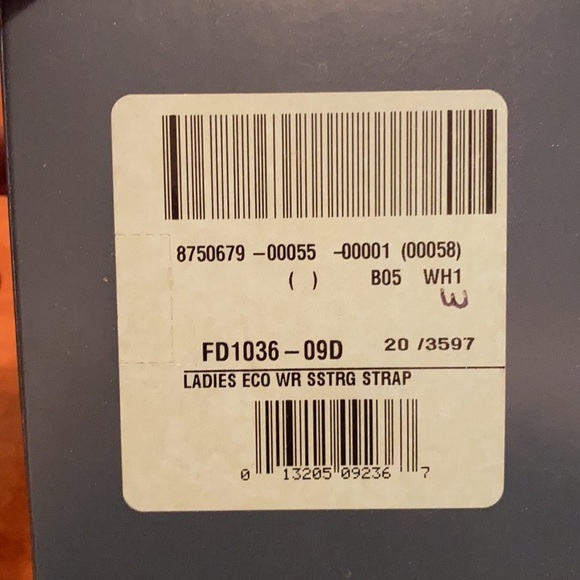 8750679 -00055 -00001 (00058)
( ) B05 WH1
W
FD1036-09D 20 /3597
LADIES ECO WR SSTRG STRAP
0 13205 09236 7